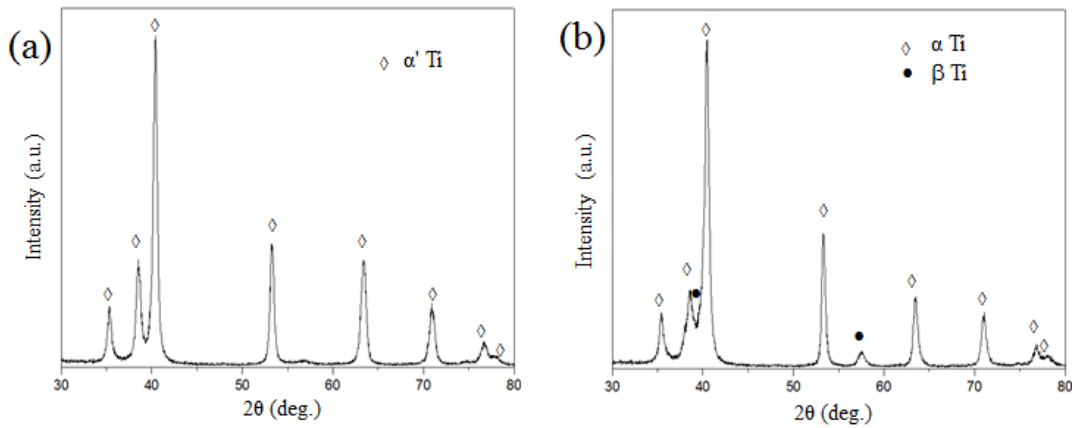 (a)
◇ α' Ti
Intensity (a.u.)
30 40 50 60 70 80
2θ (deg.)
(b)
◇ α Ti
● β Ti
Intensity (a.u.)
30 40 50 60 70 80
2θ (deg.)